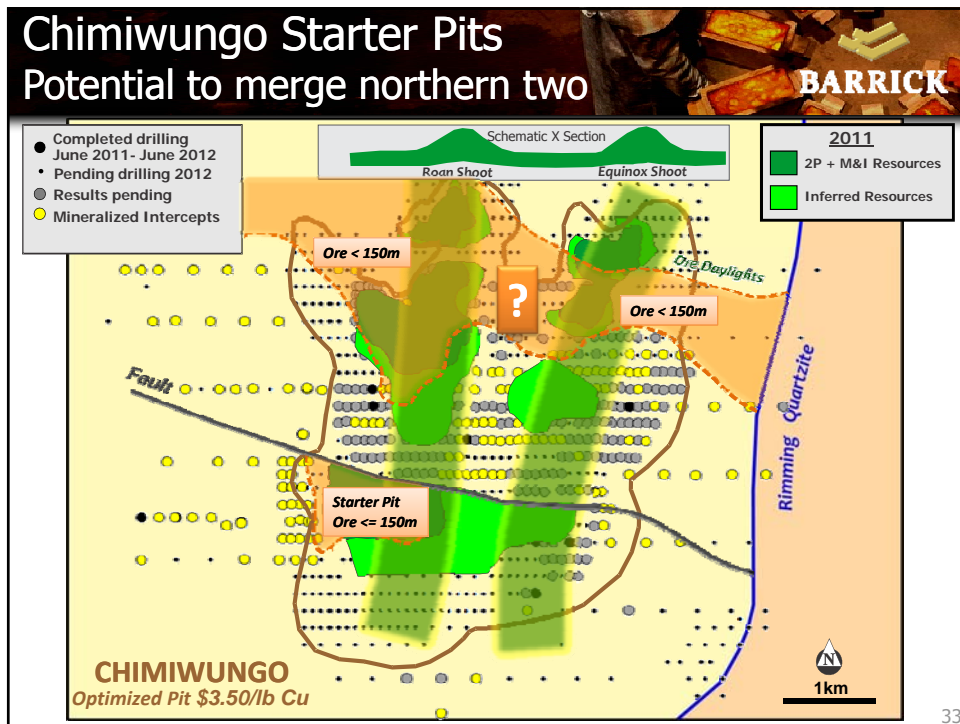 Chimiwungo Starter Pits
Potential to merge northern two
BARRICK
Completed drilling
June 2011- June 2012
Pending drilling 2012
Results pending
Mineralized Intercepts
Schematic X Section
Roan Shoot
Equinox Shoot
2011
2P + M&I Resources
Inferred Resources
Ore < 150m
?
Ore Daylights
Ore < 150m
Fault
Rimming Quartzite
Starter Pit
Ore <= 150m
CHIMIWUNGO
Optimized Pit $3.50/lb Cu
N
1km
33